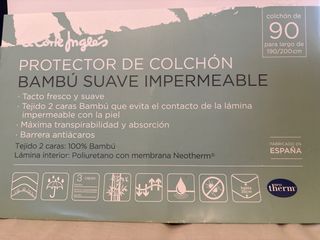 El Corte Inglés
colchón de
90
para largo de
190/200cm
PROTECTOR DE COLCHÓN
BAMBÚ SUAVE IMPERMEABLE
· Tacto fresco y suave
· Tejido 2 caras Bambú que evita el contacto de la lámina
impermeable con la piel
· Máxima transpirabilidad y absorción
· Barrera antiácaros
Tejido 2 caras: 100% Bambú
Lámina interior: Poliuretano con membrana Neotherm®
FABRICADO EN
ESPAÑA
3
therm